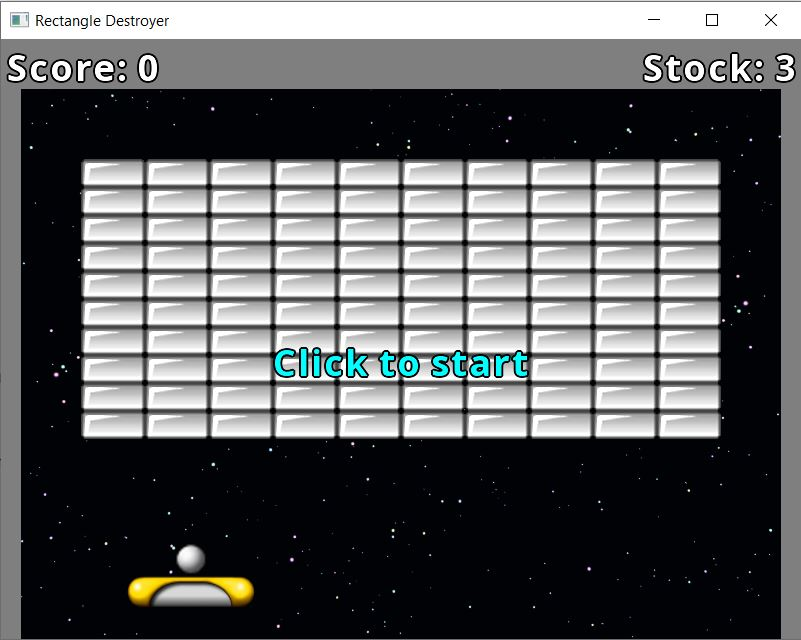 Rectangle Destroyer
Score: 0
Stock: 3
Click to start